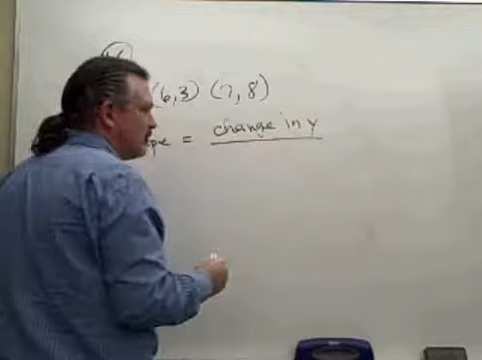 (6,3) (7,8)
pe = change in y